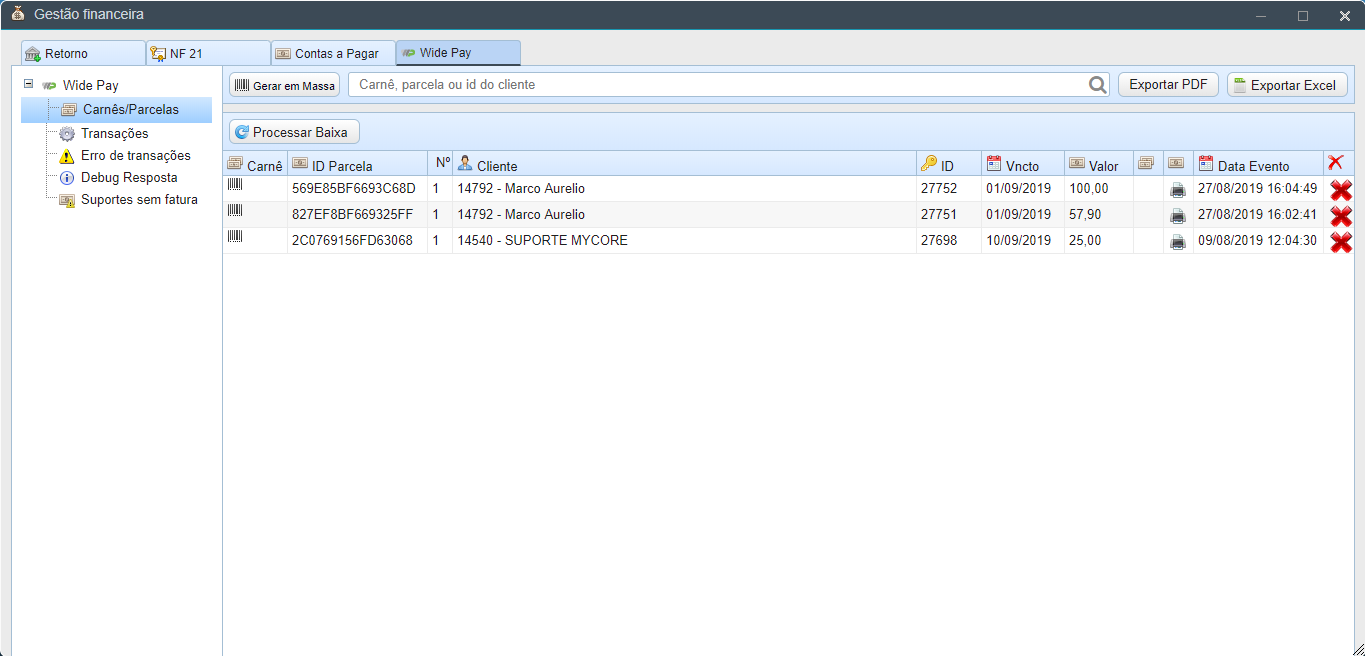 Gestão financeira
Retorno NF 21 Contas a Pagar Wide Pay
Wide Pay
Carnês/Parcelas
Transações
Erro de transações
Debug Resposta
Suportes sem fatura
Gerar em Massa Carnê, parcela ou id do cliente Exportar PDF Exportar Excel
Processar Baixa
Carnê ID Parcela Nº Cliente ID Vncto Valor Data Evento
569E85BF6693C68D 1 14792 - Marco Aurelio 27752 01/09/2019 100,00 27/08/2019 16:04:49
827EF8BF669325FF 1 14792 - Marco Aurelio 27751 01/09/2019 57,90 27/08/2019 16:02:41
2C0769156FD63068 1 14540 - SUPORTE MYCORE 27698 10/09/2019 25,00 09/08/2019 12:04:30